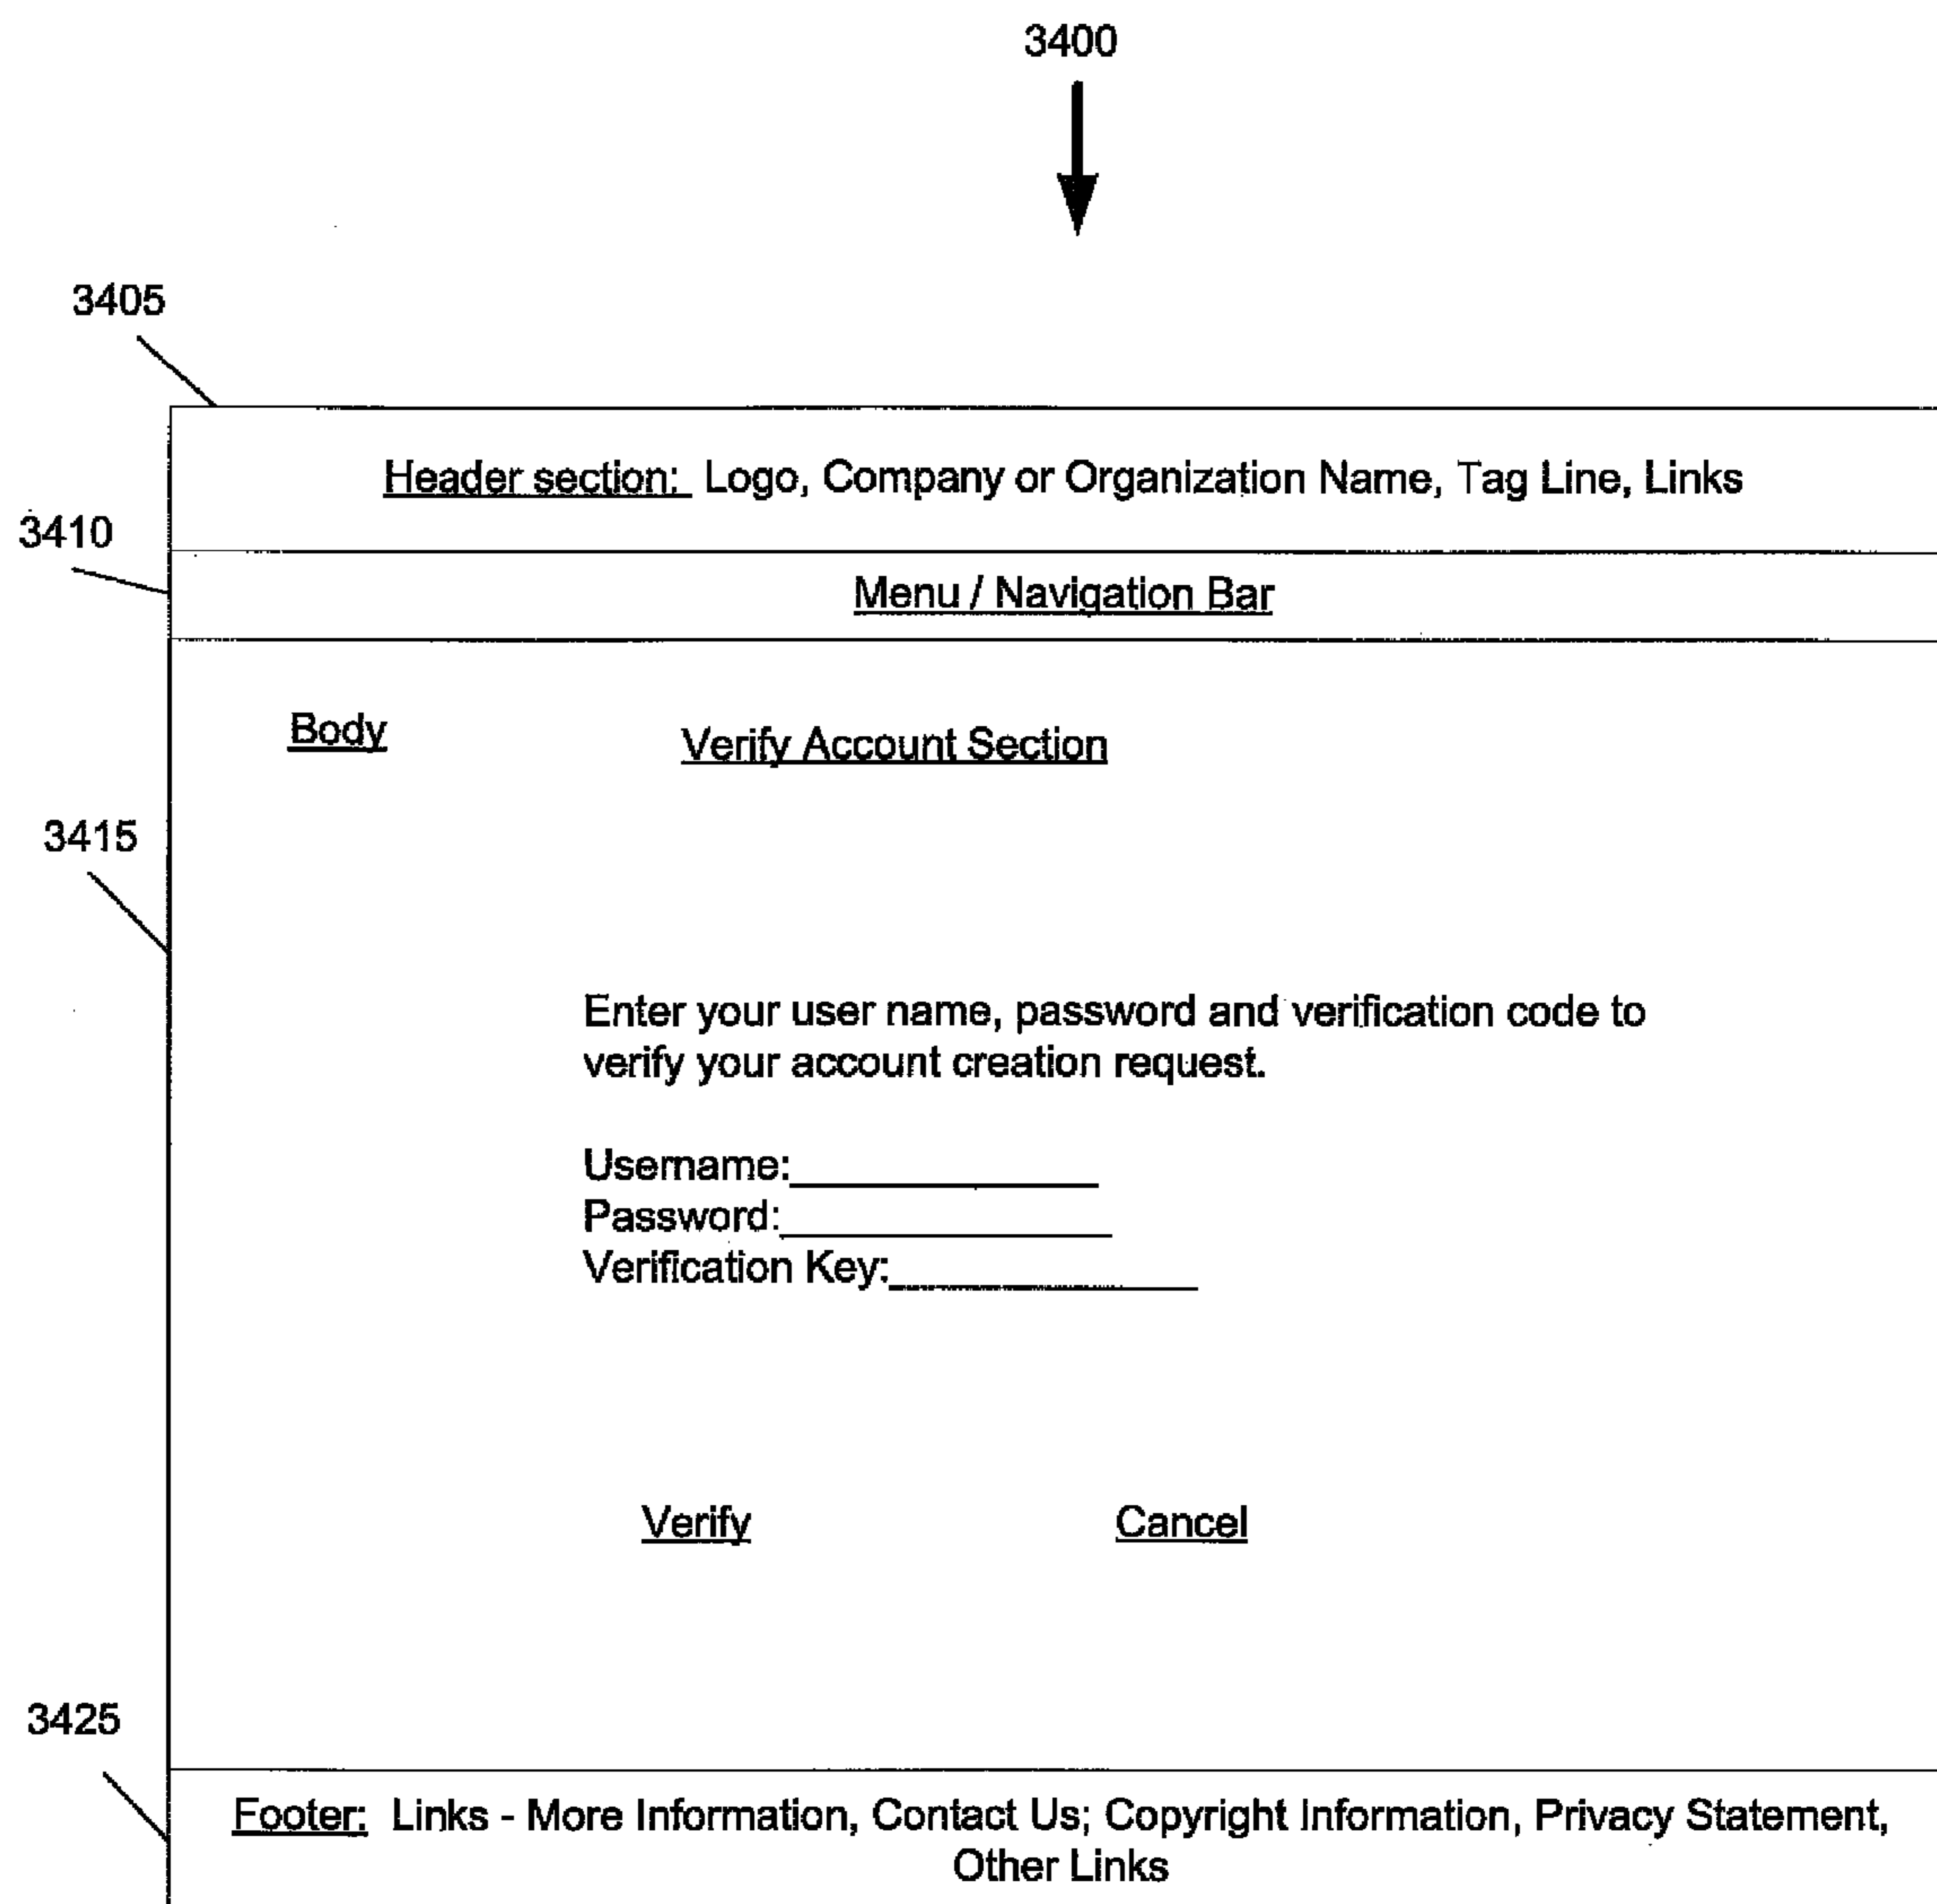 3400
3405
Header section: Logo, Company or Organization Name, Tag Line, Links
3410
Menu / Navigation Bar
Body
Verify Account Section
3415
Enter your user name, password and verification code to
verify your account creation request.
Username:
Password:
Verification Key:
Verify Cancel
3425
Footer: Links - More Information, Contact Us; Copyright Information, Privacy Statement,
Other Links